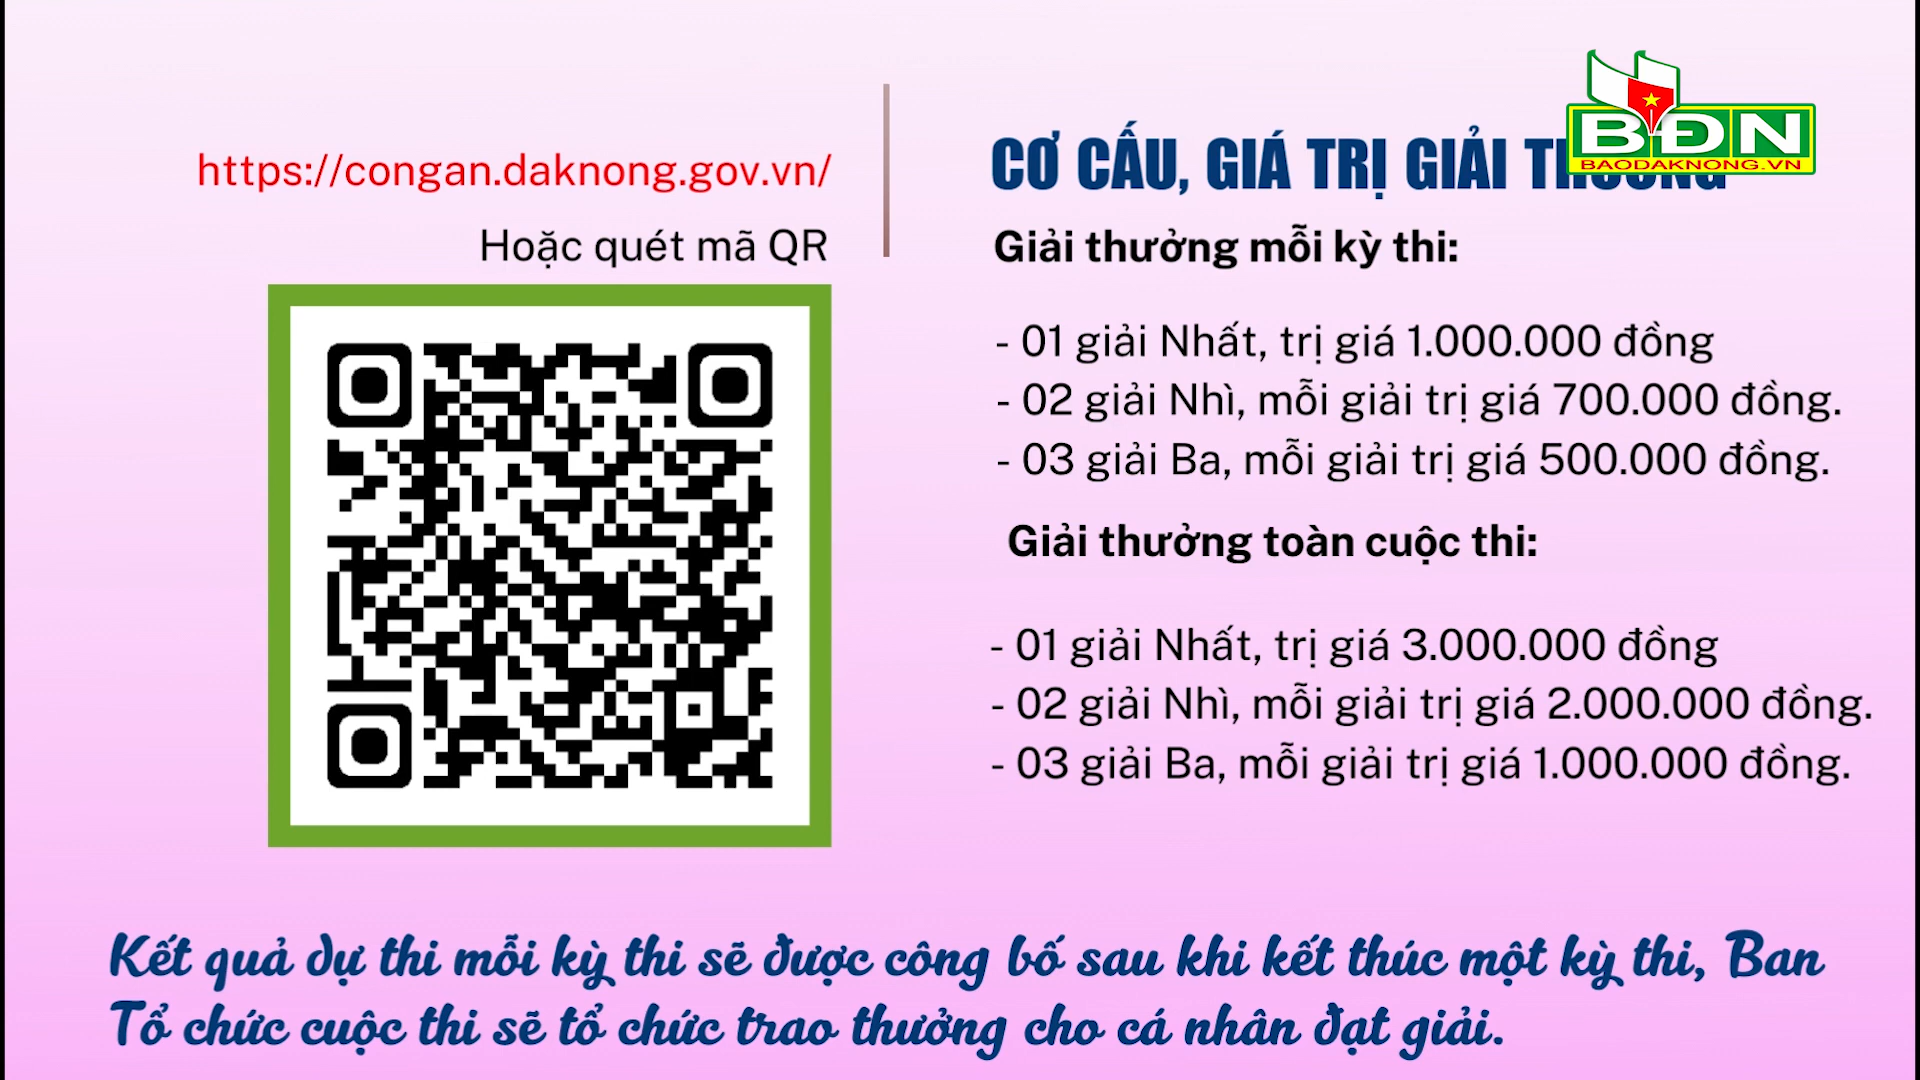 https://congan.daknong.gov.vn/
Hoặc quét mã QR
CƠ CẤU, GIÁ TRỊ GIẢI THƯỞNG
BĐN
BAODAKNONG.VN
Giải thưởng mỗi kỳ thi:
- 01 giải Nhất, trị giá 1.000.000 đồng
- 02 giải Nhì, mỗi giải trị giá 700.000 đồng.
- 03 giải Ba, mỗi giải trị giá 500.000 đồng.
Giải thưởng toàn cuộc thi:
- 01 giải Nhất, trị giá 3.000.000 đồng
- 02 giải Nhì, mỗi giải trị giá 2.000.000 đồng.
- 03 giải Ba, mỗi giải trị giá 1.000.000 đồng.
Kết quả dự thi mỗi kỳ thi sẽ được công bố sau khi kết thúc một kỳ thi, Ban
Tổ chức cuộc thi sẽ tổ chức trao thưởng cho cá nhân đạt giải.